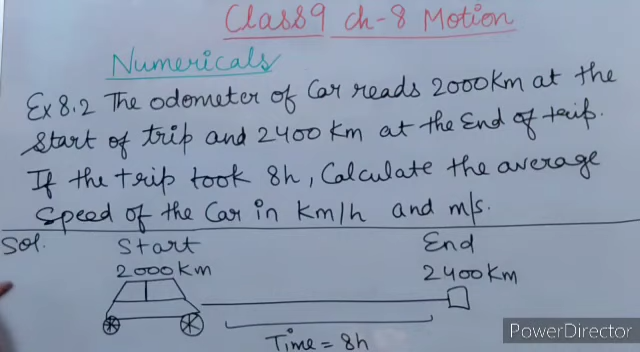 Class 9 ch-8 Motion
Numericals
Ex 8.2 The odometer of Car reads 2000km at the
Start of trip and 2400 km at the End of trip.
If the trip took 8h, Calculate the average
Speed of the Car in km/h and m/s.
Sol. Start End
2000km 2400km
Time = 8h
PowerDirector